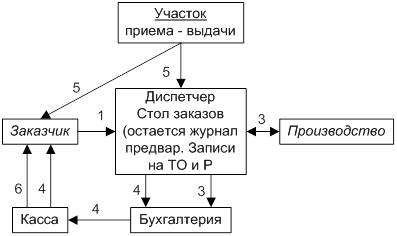 Участок
приема - выдачи
5
5
Диспетчер
Стол заказов
(остается журнал
предвар. Записи
на ТО и Р
Заказчик
1
3
Производство
6
4
4
3
Касса
4
Бухгалтерия